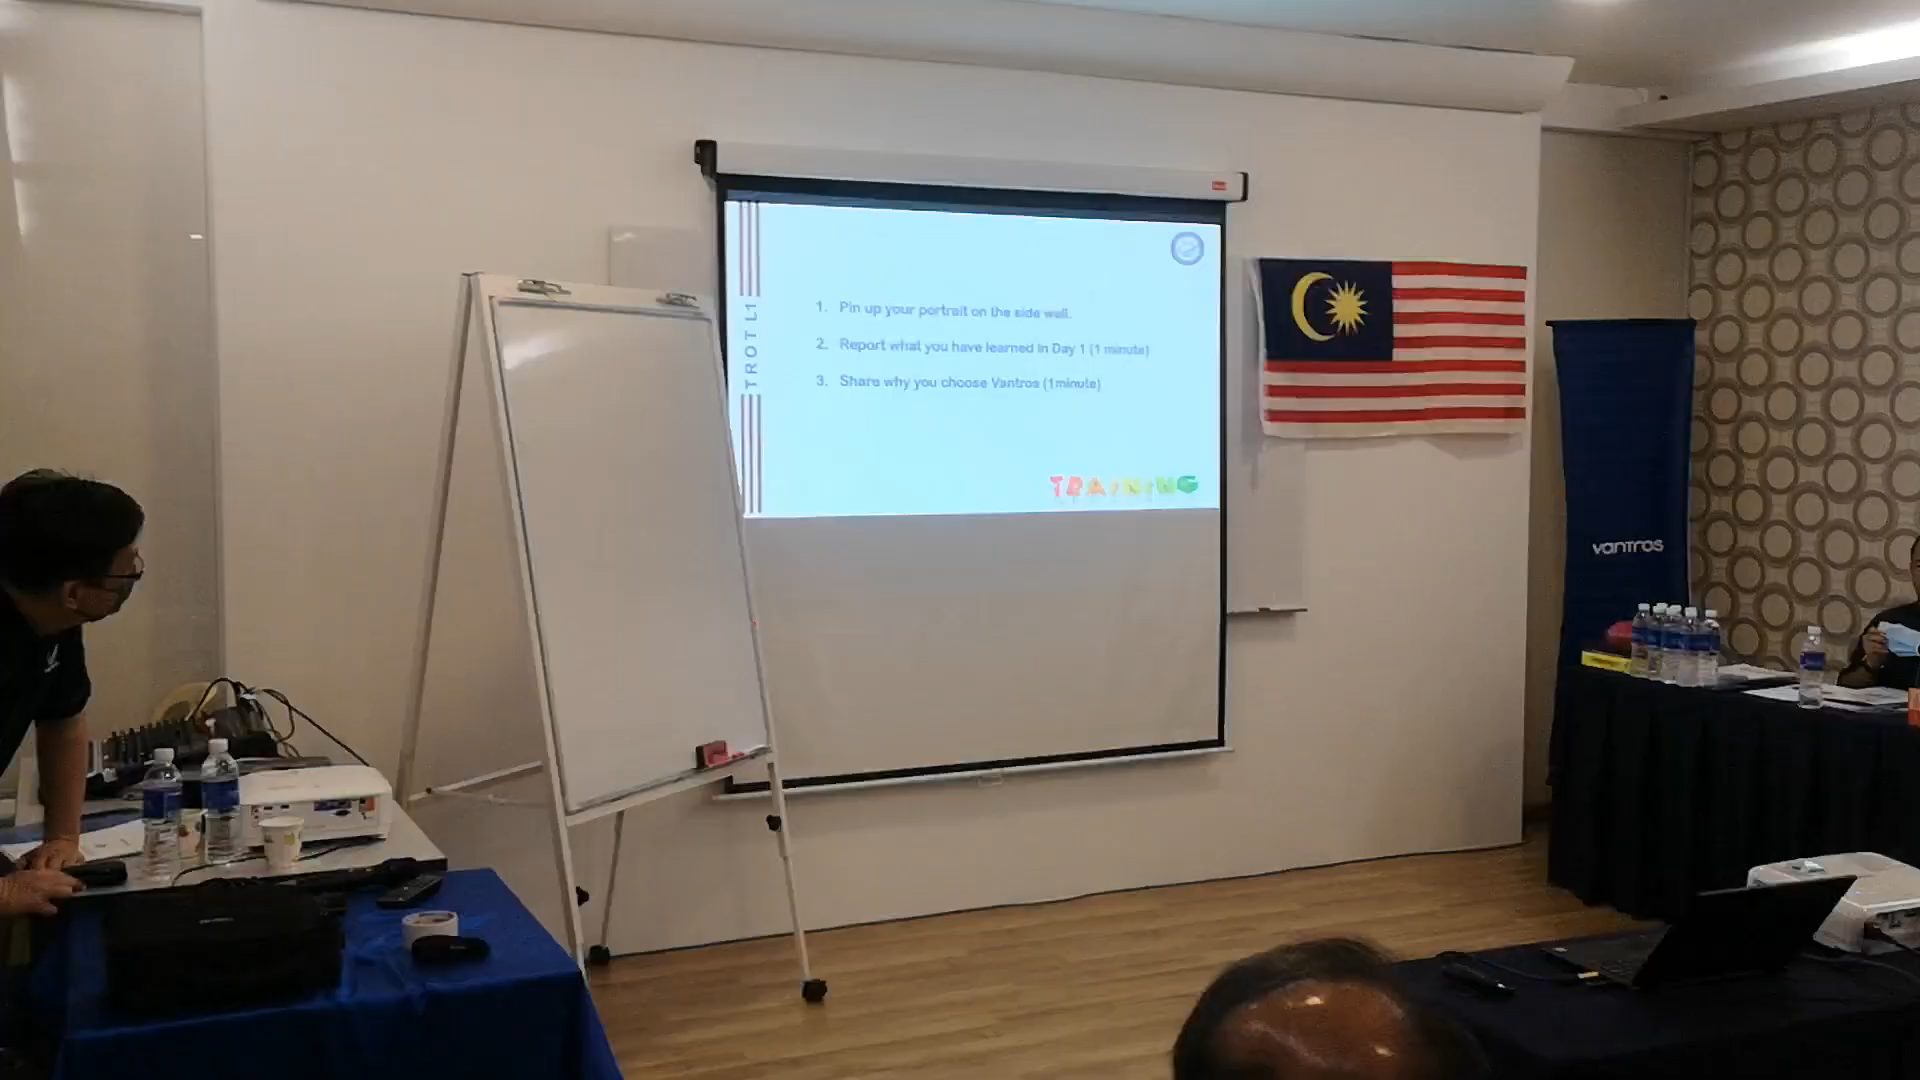 TROT L1
1. Pin up your portrait on the side wall.
2. Report what you have learned in Day 1 (1 minute)
3. Share why you choose Vantros (1minute)
TRAINING
vanTros